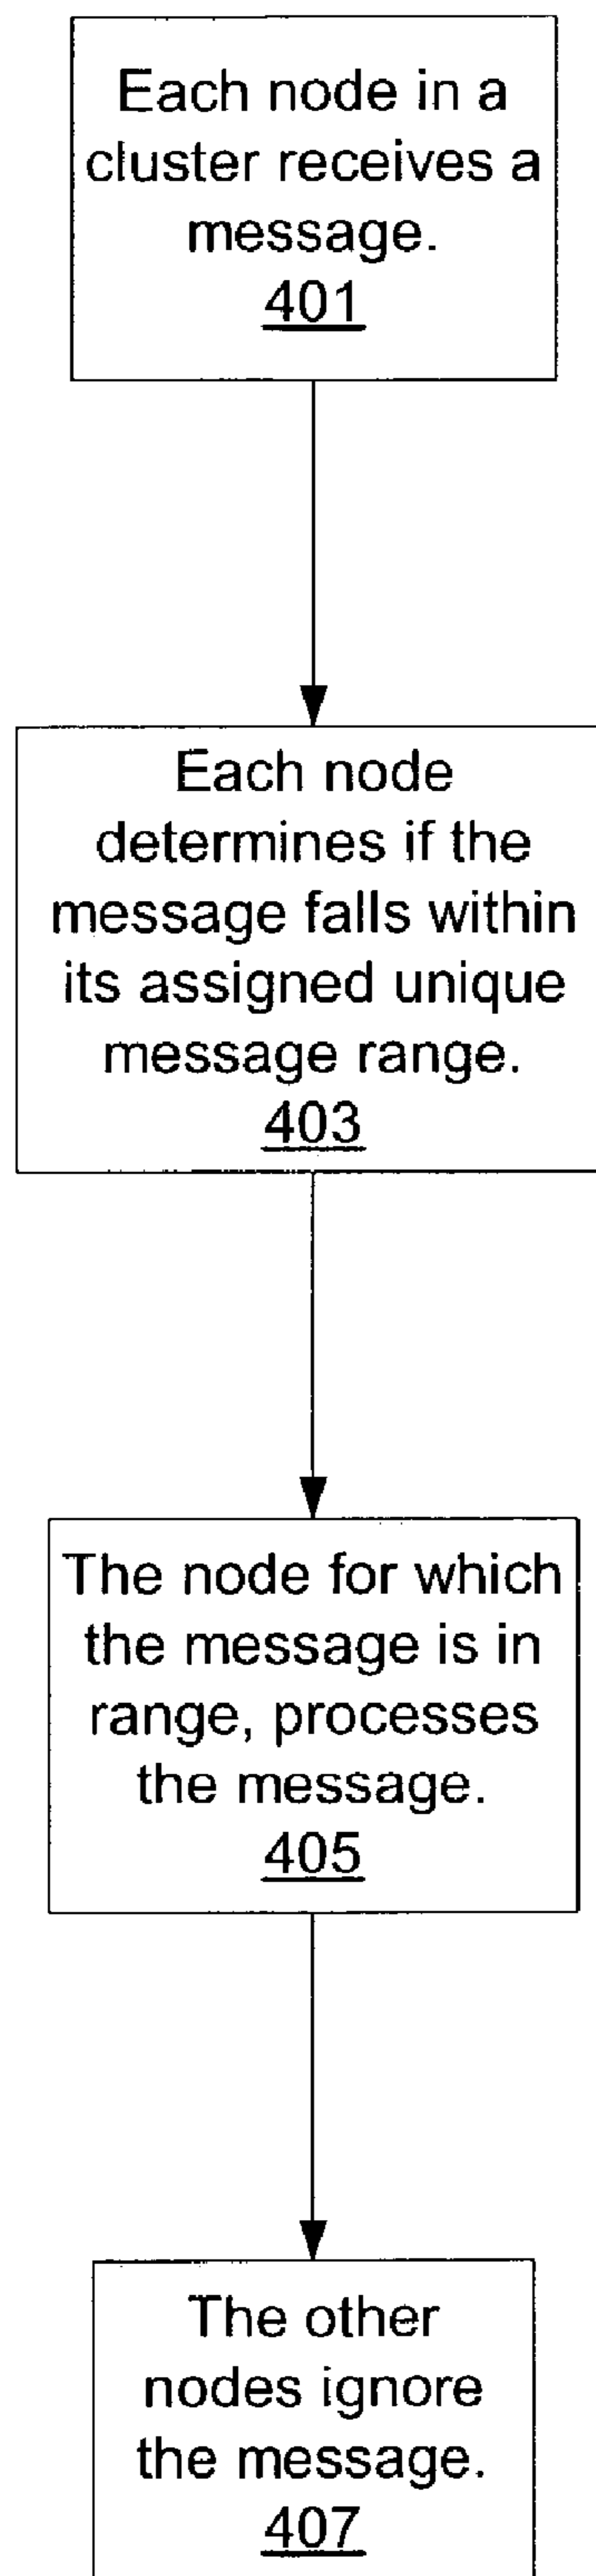 Each node in a
cluster receives a
message.
401
Each node
determines if the
message falls within
its assigned unique
message range.
403
The node for which
the message is in
range, processes
the message.
405
The other
nodes ignore
the message.
407